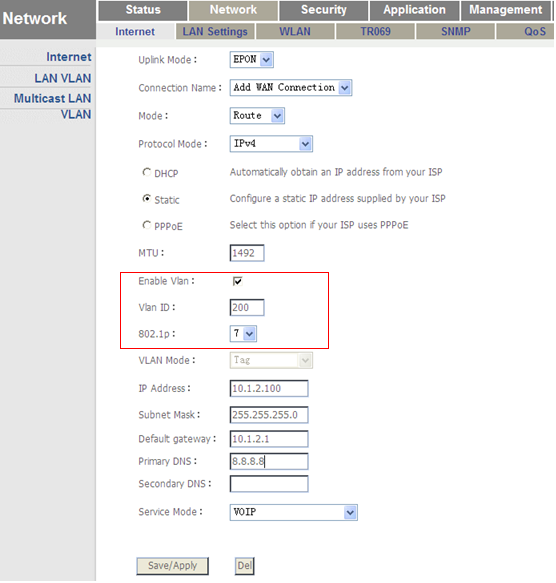 Network
Status Network Security Application Management
Internet LAN Settings WLAN TR069 SNMP QoS
Internet
LAN VLAN
Multicast LAN
VLAN
Uplink Mode: EPON
Connection Name: Add WAN Connection
Mode: Route
Protocol Mode: IPv4
DHCP Automatically obtain an IP address from your ISP
Static Configure a static IP address supplied by your ISP
PPPoE Select this option if your ISP uses PPPoE
MTU: 1492
Enable Vlan:
Vlan ID: 200
802.1p: 7
VLAN Mode: Tag
IP Address: 10.1.2.100
Subnet Mask: 255.255.255.0
Default gateway: 10.1.2.1
Primary DNS: 8.8.8.8
Secondary DNS:
Service Mode: VOIP
Save/Apply Del